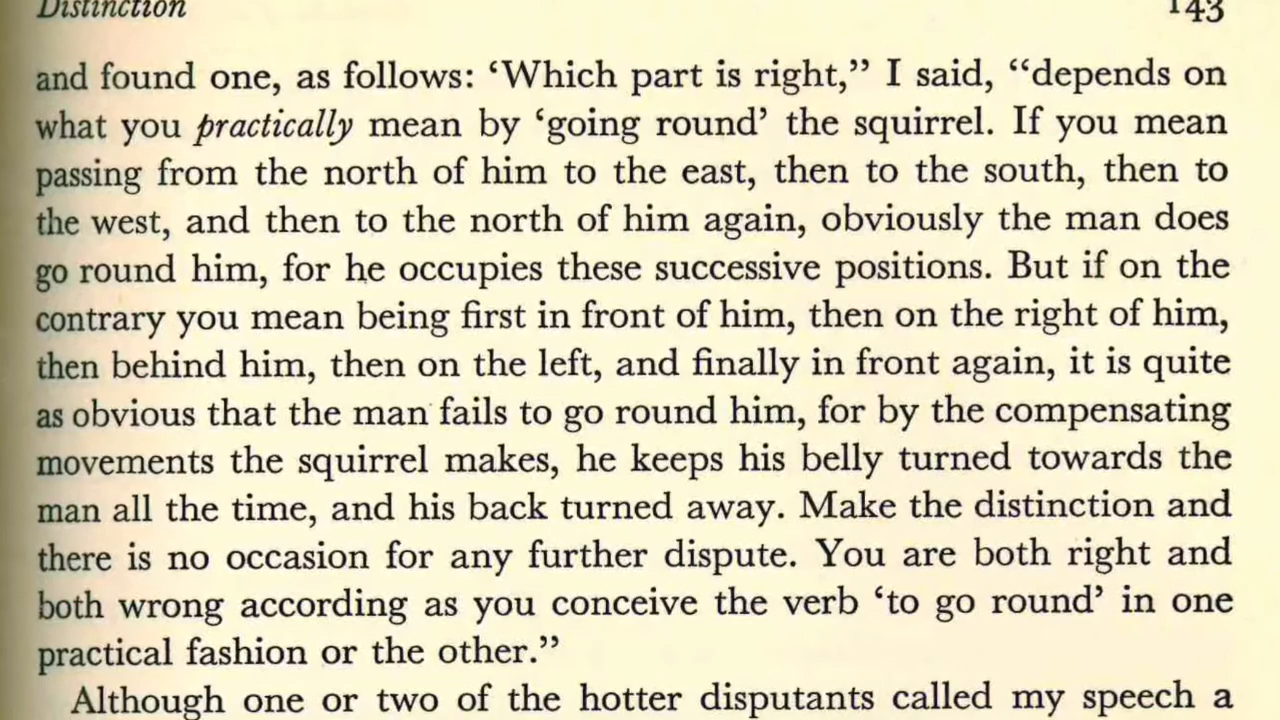 Distinction 143
and found one, as follows: ‘Which part is right,” I said, “depends on
what you practically mean by ‘going round’ the squirrel. If you mean
passing from the north of him to the east, then to the south, then to
the west, and then to the north of him again, obviously the man does
go round him, for he occupies these successive positions. But if on the
contrary you mean being first in front of him, then on the right of him,
then behind him, then on the left, and finally in front again, it is quite
as obvious that the man fails to go round him, for by the compensating
movements the squirrel makes, he keeps his belly turned towards the
man all the time, and his back turned away. Make the distinction and
there is no occasion for any further dispute. You are both right and
both wrong according as you conceive the verb ‘to go round’ in one
practical fashion or the other.”
Although one or two of the hotter disputants called my speech a